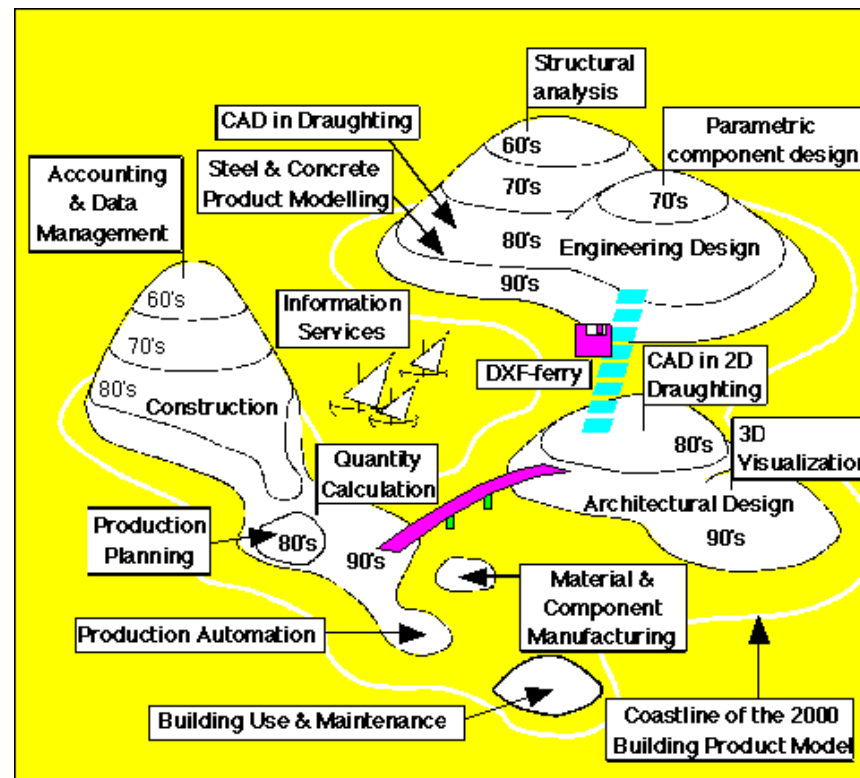 Structural
analysis
CAD in Draughting
Parametric
component design
Steel & Concrete
Product Modelling
Accounting
& Data
Management
60's
70's
80's
90's
70's
Engineering Design
60's
70's
80's
Construction
Information
Services
DXF-ferry
CAD in 2D
Draughting
80's
3D
Visualization
Architectural Design
90's
Quantity
Calculation
Production
Planning
80's
90's
Material &
Component
Manufacturing
Production Automation
Building Use & Maintenance
Coastline of the 2000
Building Product Model